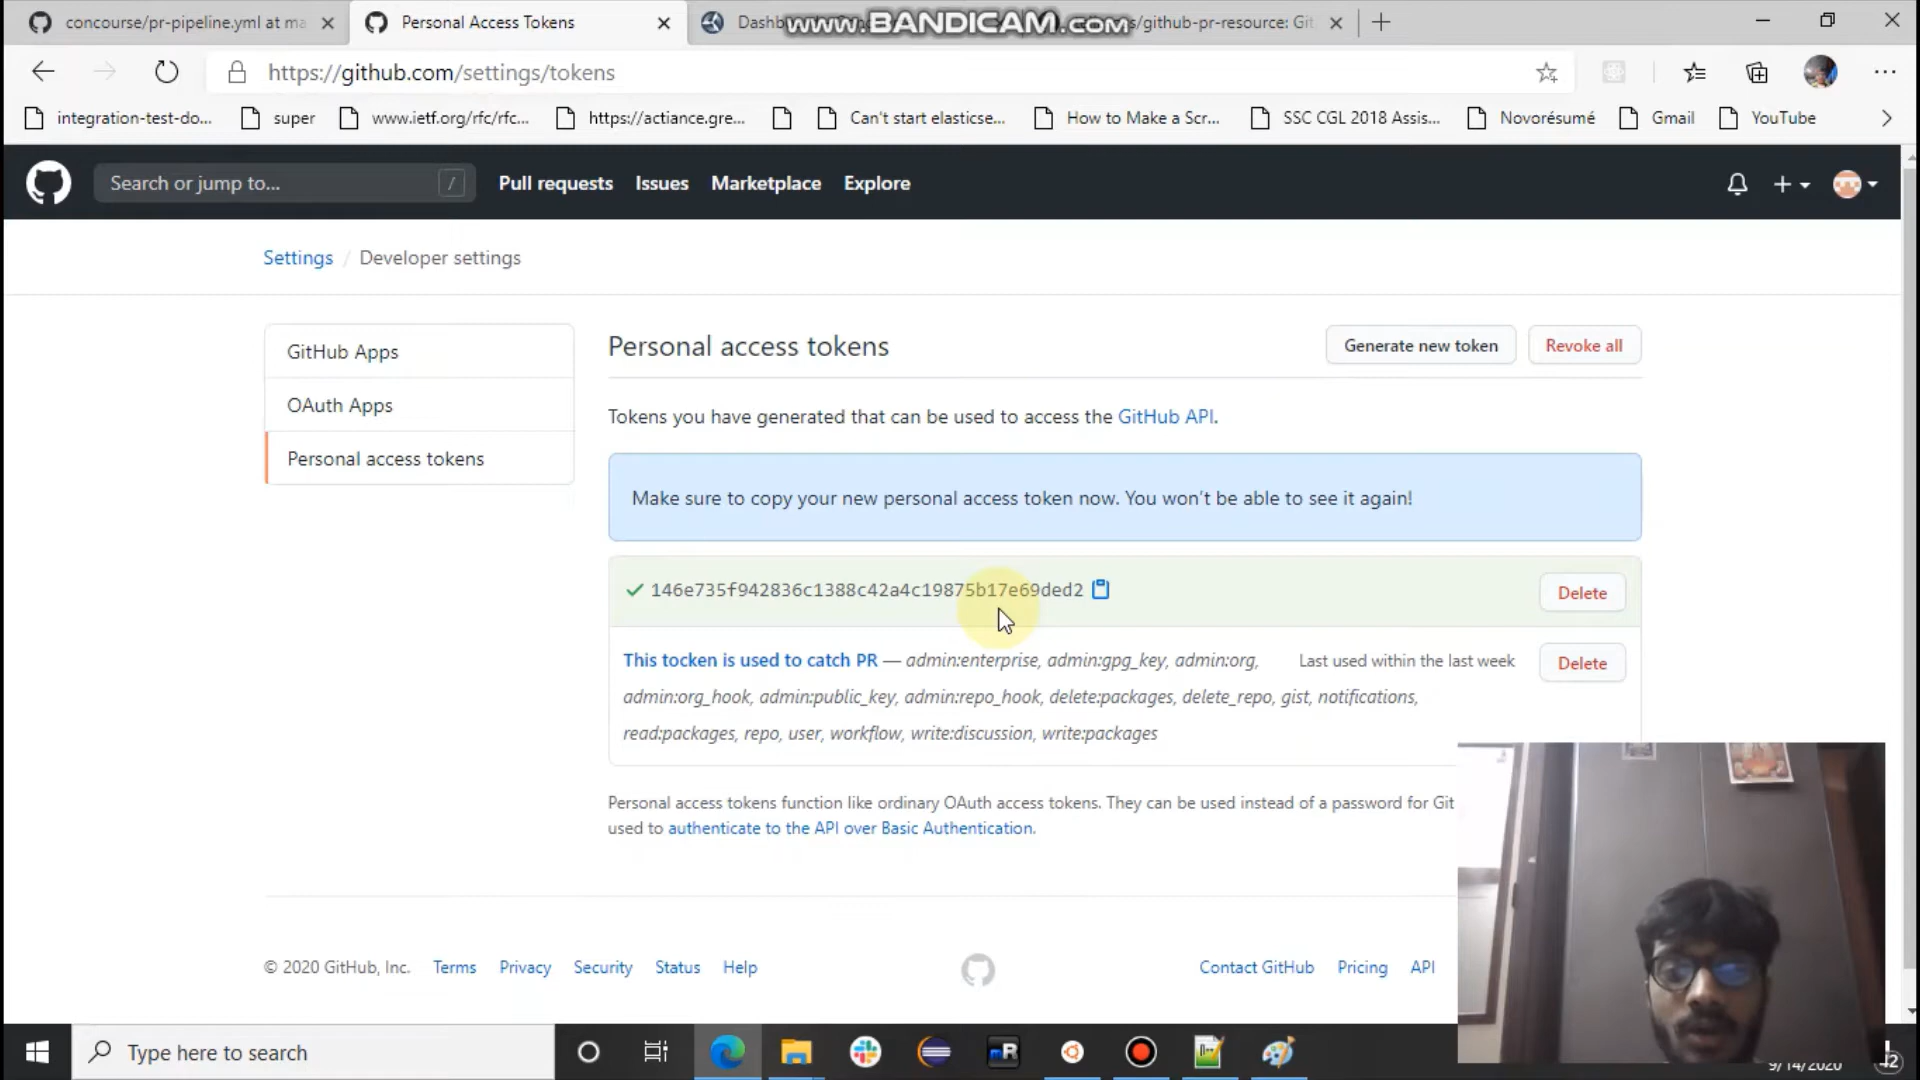 concourse/pr-pipeline.yml at ma
Personal Access Tokens
Dashb
www.BANDICAM.com
s/github-pr-resource: Git
https://github.com/settings/tokens
integration-test-do...
super
www.ietf.org/rfc/rfc...
https://actiance.gre...
Can't start elasticse...
How to Make a Scr...
SSC CGL 2018 Assis...
Novorésumé
Gmail
YouTube
Search or jump to...
/
Pull requests
Issues
Marketplace
Explore
Settings / Developer settings
GitHub Apps
OAuth Apps
Personal access tokens
Personal access tokens
Generate new token
Revoke all
Tokens you have generated that can be used to access the GitHub API.
Make sure to copy your new personal access token now. You won't be able to see it again!
146e735f942836c1388c42a4c19875b17e69ded2
Delete
This tocken is used to catch PR — admin:enterprise, admin:gpg_key, admin:org,
admin:org_hook, admin:public_key, admin:repo_hook, delete:packages, delete_repo, gist, notifications,
read:packages, repo, user, workflow, write:discussion, write:packages
Last used within the last week
Delete
Personal access tokens function like ordinary OAuth access tokens. They can be used instead of a password for Git
used to authenticate to the API over Basic Authentication.
© 2020 GitHub, Inc.
Terms
Privacy
Security
Status
Help
Contact GitHub
Pricing
API
Type here to search
9/14/2020